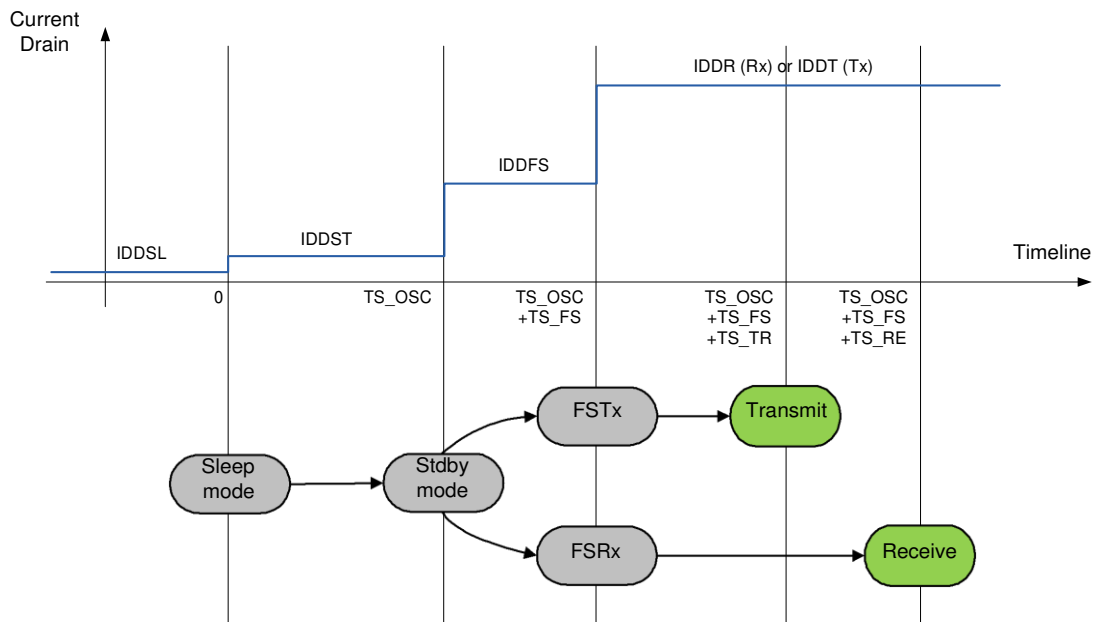 Current
Drain
IDDR (Rx) or IDDT (Tx)
IDDFS
IDDST
IDDSL
Timeline
0
TS_OSC
TS_OSC
+TS_FS
TS_OSC
+TS_FS
+TS_TR
TS_OSC
+TS_FS
+TS_RE
FSTx
Transmit
Sleep
mode
Stdby
mode
FSRx
Receive